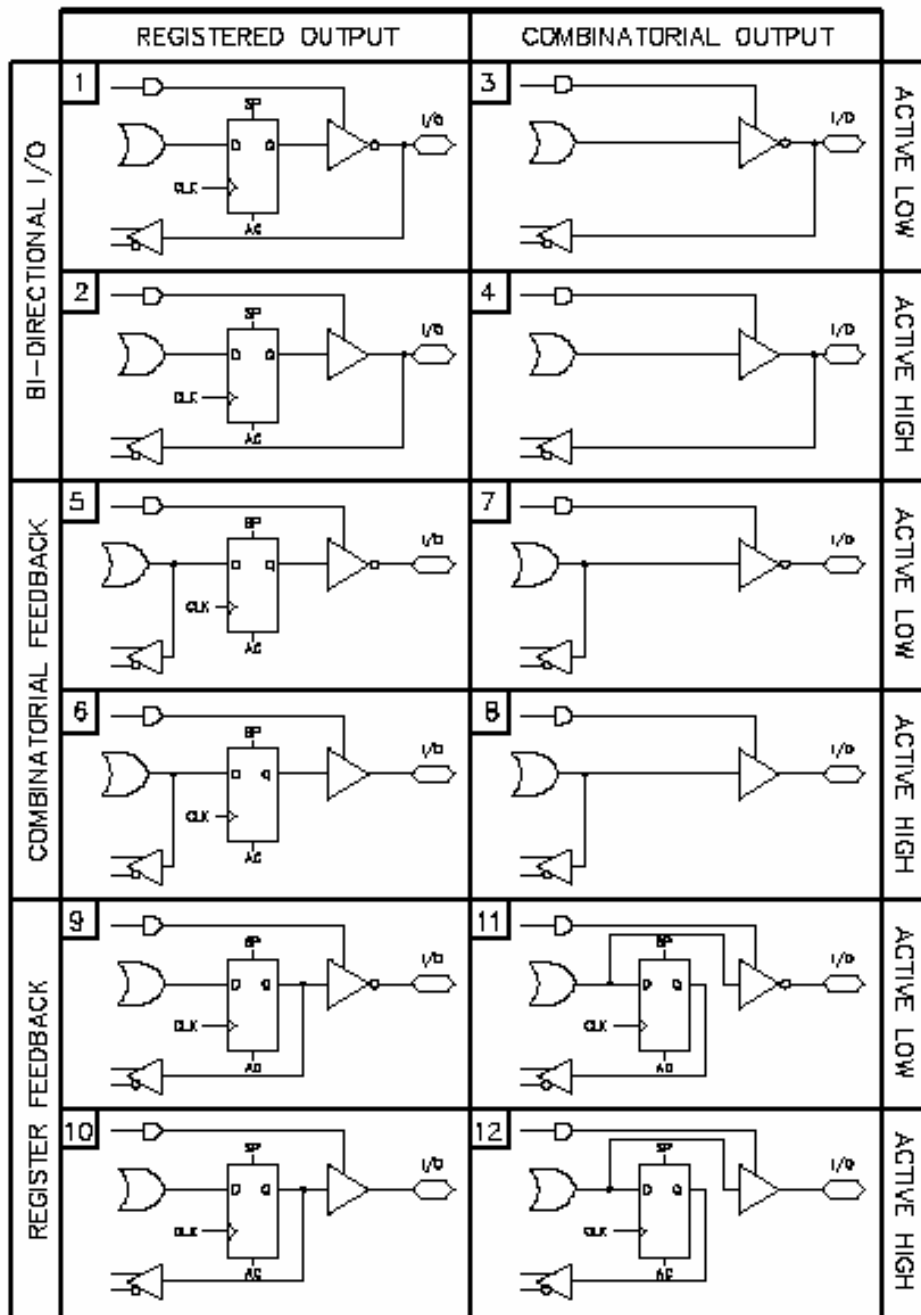 REGISTERED OUTPUT
COMBINATORIAL OUTPUT
BI-DIRECTIONAL I/O
COMBINATORIAL FEEDBACK
REGISTER FEEDBACK
ACTIVE LOW
ACTIVE HIGH
ACTIVE LOW
ACTIVE HIGH
ACTIVE LOW
ACTIVE HIGH
1
SP
D Q
CLK
AC
I/O
3
I/O
2
SP
D Q
CLK
AC
I/O
4
I/O
5
SP
D Q
CLK
AC
I/O
7
I/O
6
SP
D Q
CLK
AC
I/O
8
I/O
9
SP
D Q
CLK
AC
I/O
11
SP
D Q
CLK
AC
I/O
10
SP
D Q
CLK
AC
I/O
12
SP
D Q
CLK
AC
I/O